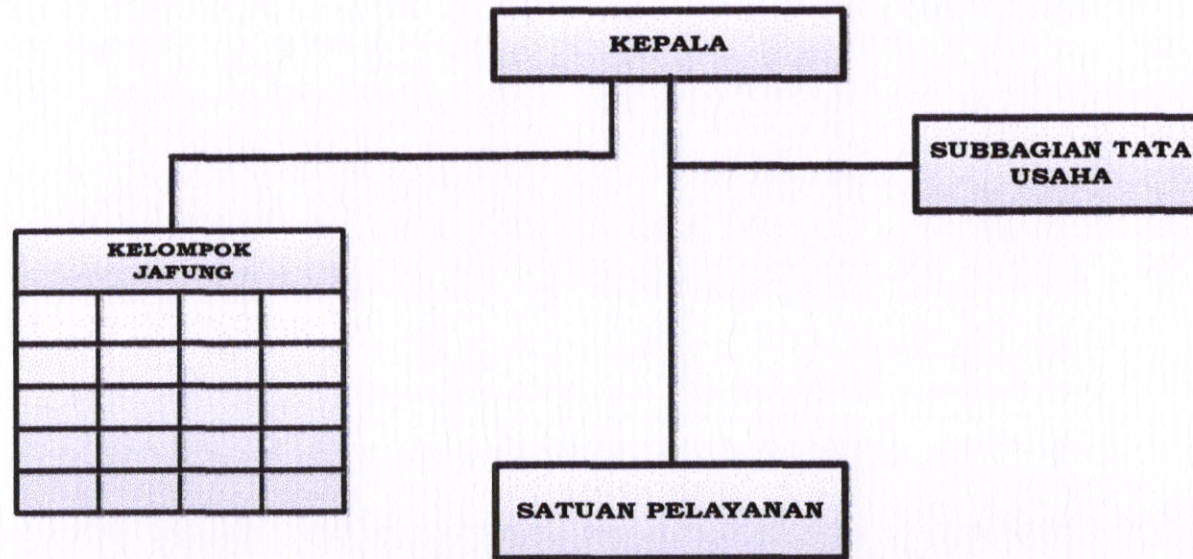 KEPALA
SUBBAGIAN TATA
USAHA
KELOMPOK
JAFUNG
SATUAN PELAYANAN